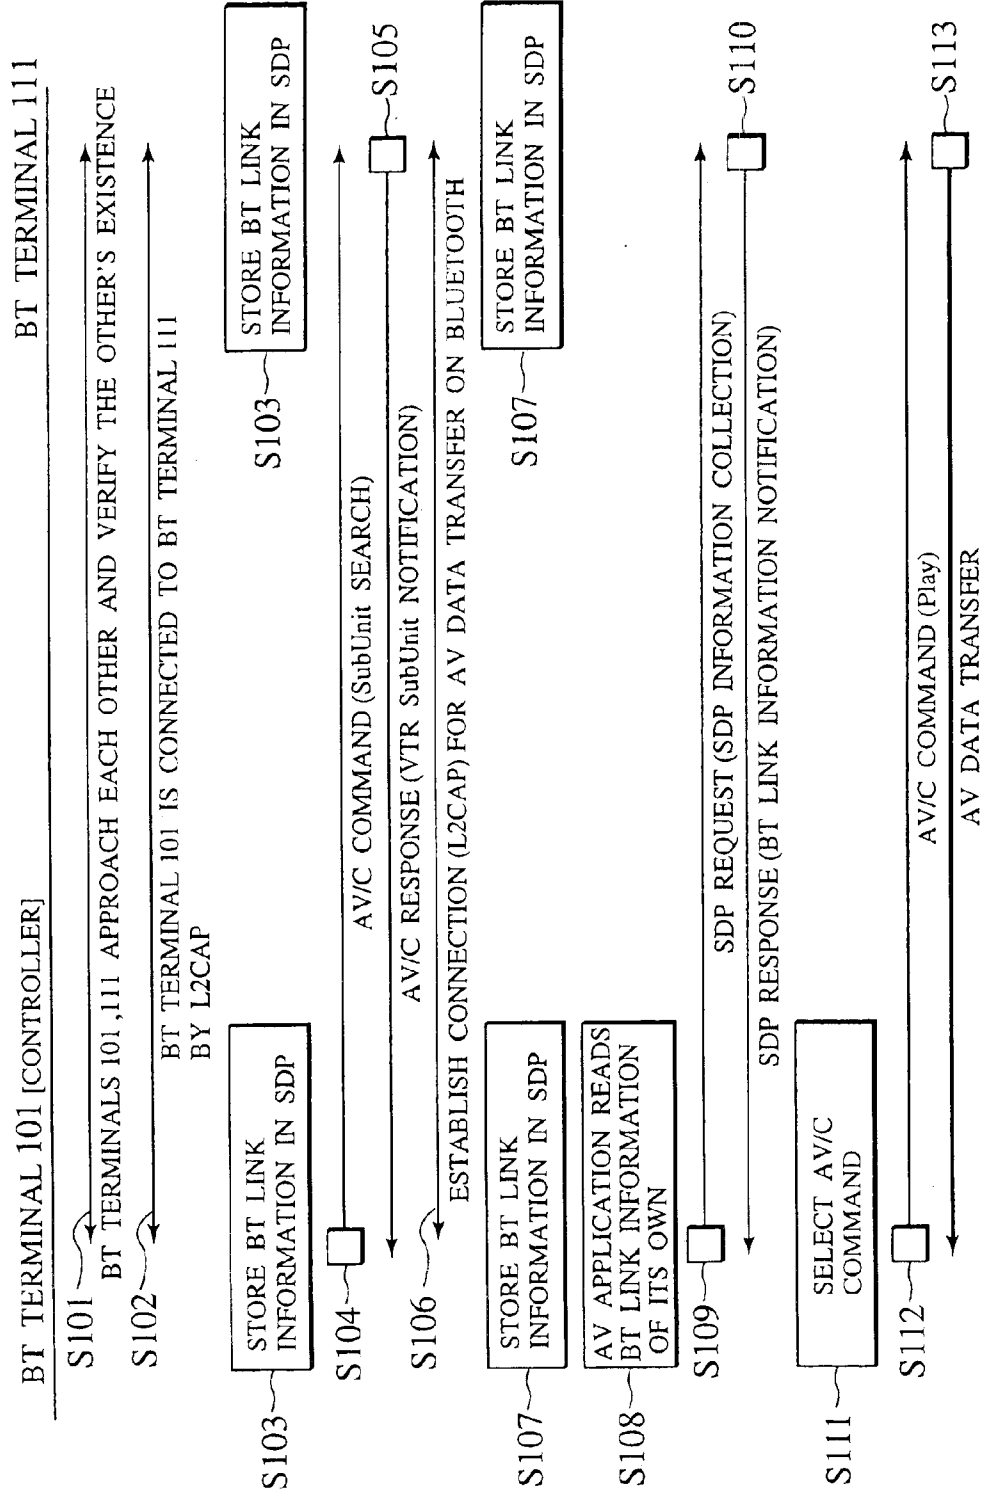 BT TERMINAL 101 [CONTROLLER]
BT TERMINAL 111
S101
BT TERMINALS 101,111 APPROACH EACH OTHER AND VERIFY THE OTHER'S EXISTENCE
S102
BT TERMINAL 101 IS CONNECTED TO BT TERMINAL 111
BY L2CAP
S103
STORE BT LINK
INFORMATION IN SDP
S103
STORE BT LINK
INFORMATION IN SDP
S104
AV/C COMMAND (SubUnit SEARCH)
S105
AV/C RESPONSE (VTR SubUnit NOTIFICATION)
S106
ESTABLISH CONNECTION (L2CAP) FOR AV DATA TRANSFER ON BLUETOOTH
S107
STORE BT LINK
INFORMATION IN SDP
S107
STORE BT LINK
INFORMATION IN SDP
S108
AV APPLICATION READS
BT LINK INFORMATION
OF ITS OWN
S109
SDP REQUEST (SDP INFORMATION COLLECTION)
S110
SDP RESPONSE (BT LINK INFORMATION NOTIFICATION)
S111
SELECT AV/C
COMMAND
S112
AV/C COMMAND (Play)
S113
AV DATA TRANSFER